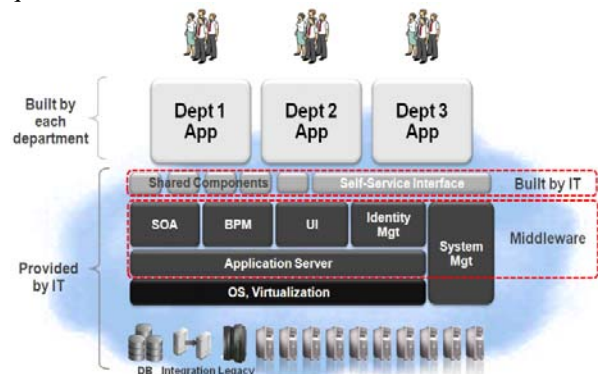 Dept 1
App
Dept 2
App
Dept 3
App
Built by
each
department
Shared Components
Self-Service Interface
Built by IT
SOA
BPM
UI
Identity
Mgt
System
Mgt
Middleware
Application Server
Provided
by IT
OS, Virtualization
DB Integration Legacy